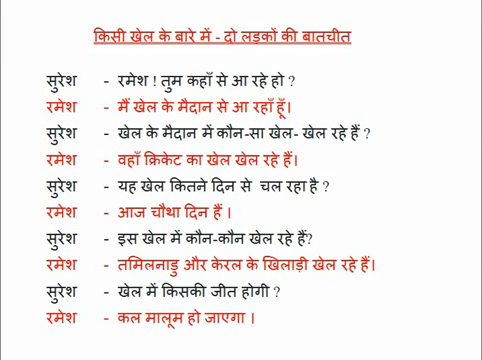 किसी खेल के बारे में - दो लड़कों की बातचीत
सुरेश - रमेश ! तुम कहाँ से आ रहे हो ?
रमेश - मैं खेल के मैदान से आ रहाँ हूँ।
सुरेश - खेल के मैदान में कौन-सा खेल- खेल रहे हैं ?
रमेश - वहाँ क्रिकेट का खेल खेल रहे हैं।
सुरेश - यह खेल कितने दिन से चल रहा है ?
रमेश - आज चौथा दिन हैं ।
सुरेश - इस खेल में कौन-कौन खेल रहे हैं?
रमेश - तमिलनाडु और केरल के खिलाड़ी खेल रहे हैं।
सुरेश - खेल में किसकी जीत होगी ?
रमेश - कल मालूम हो जाएगा ।